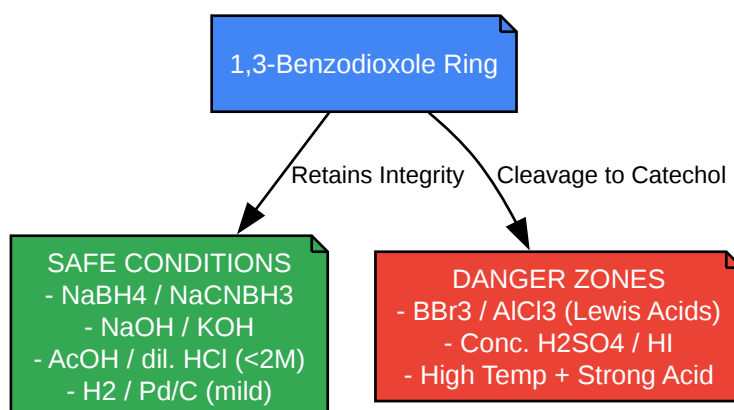 1,3-Benzodioxole Ring
Retains Integrity
Cleavage to Catechol
SAFE CONDITIONS
- NaBH4 / NaCNBH3
- NaOH / KOH
- AcOH / dil. HCl (<2M)
- H2 / Pd/C (mild)
DANGER ZONES
- BBr3 / AlCl3 (Lewis Acids)
- Conc. H2SO4 / HI
- High Temp + Strong Acid